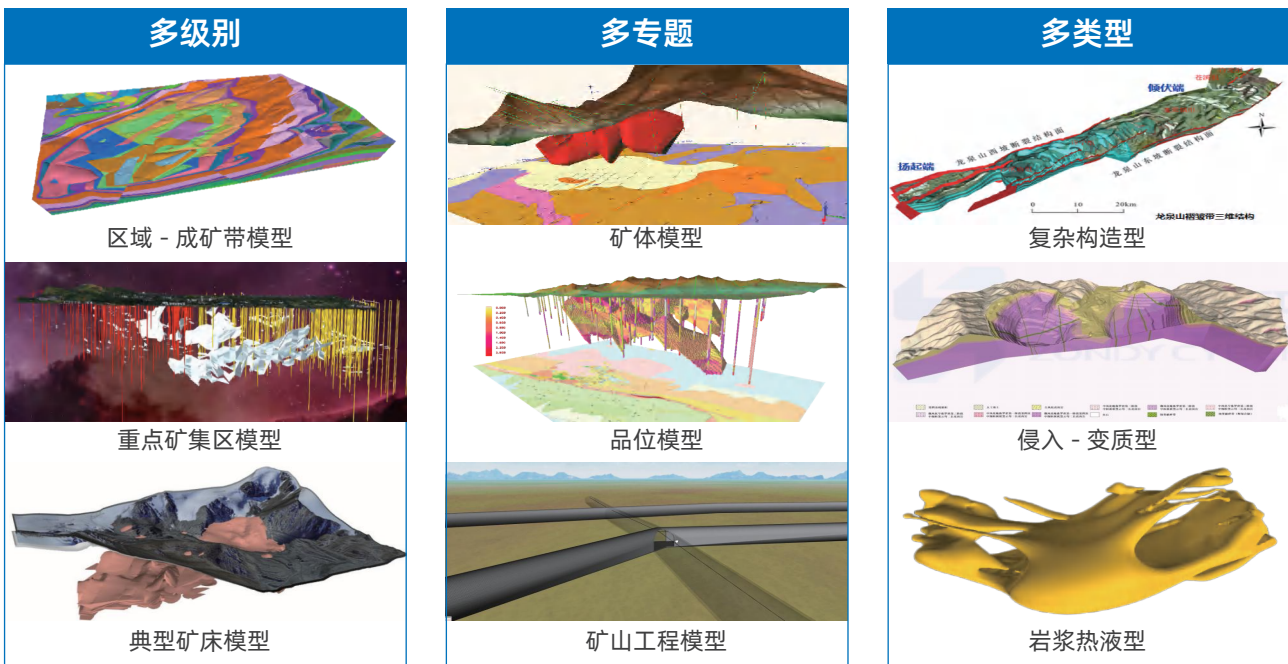 多级别
区域 - 成矿带模型
重点矿集区模型
典型矿床模型
多专题
矿体模型
品位模型
矿山工程模型
多类型
倾伏端
N
龙泉山西坡断裂结构面
龙泉山东坡断裂结构面
扬起端
0 10 20km
龙泉山褶皱带三维结构
复杂构造型
侵入 - 变质型
岩浆热液型